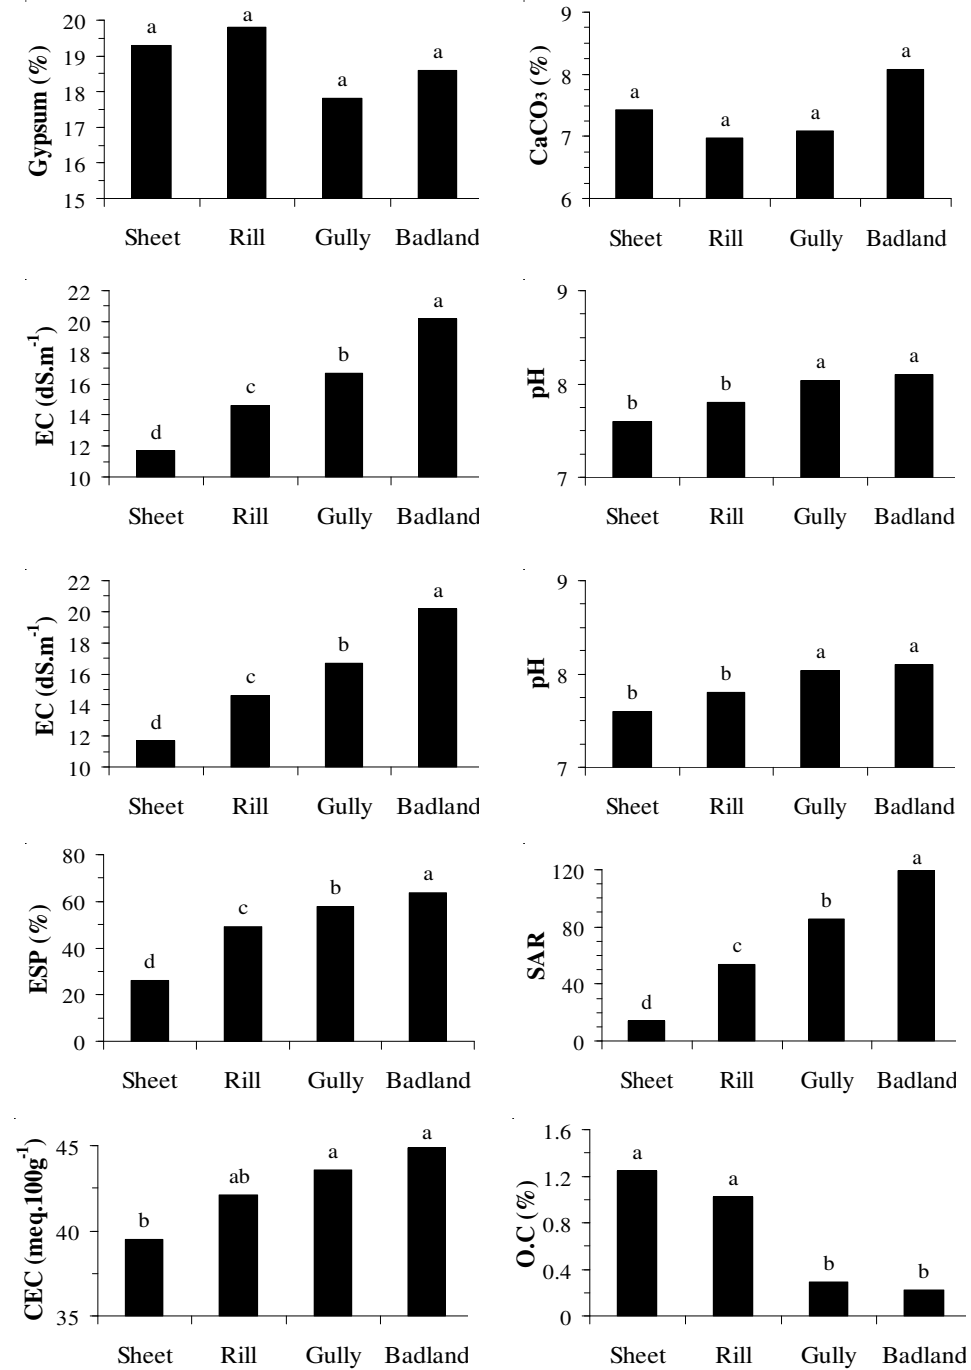 Gypsum (%)
20
19
18
17
16
15
a
a
a
a
Sheet Rill Gully Badland
CaCO3 (%)
9
8
7
6
a
a
a
a
Sheet Rill Gully Badland
EC (dS.m-1)
22
20
18
16
14
12
10
d
c
b
a
Sheet Rill Gully Badland
pH
9
8
7
b
b
a
a
Sheet Rill Gully Badland
EC (dS.m-1)
22
20
18
16
14
12
10
d
c
b
a
Sheet Rill Gully Badland
pH
9
8
7
b
b
a
a
Sheet Rill Gully Badland
ESP (%)
80
60
40
20
0
d
c
b
a
Sheet Rill Gully Badland
SAR
120
80
40
0
d
c
b
a
Sheet Rill Gully Badland
CEC (meq.100g-1)
45
40
35
b
ab
a
a
Sheet Rill Gully Badland
O.C (%)
1.6
1.2
0.8
0.4
0
a
a
b
b
Sheet Rill Gully Badland